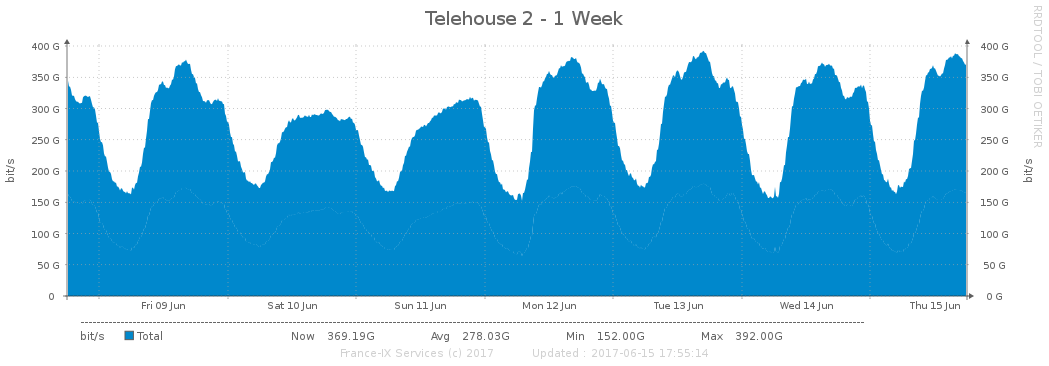 Telehouse 2 - 1 Week
RRDTOOL / TOBI OETIKER
bit/s
400 G
350 G
300 G
250 G
200 G
150 G
100 G
50 G
0
400 G
350 G
300 G
250 G
200 G
150 G
100 G
50 G
0 G
bit/s
Fri 09 Jun Sat 10 Jun Sun 11 Jun Mon 12 Jun Tue 13 Jun Wed 14 Jun Thu 15 Jun
bit/s Total Now 369.19G Avg 278.03G Min 152.00G Max 392.00G
France-IX Services (c) 2017 Updated : 2017-06-15 17:55:14